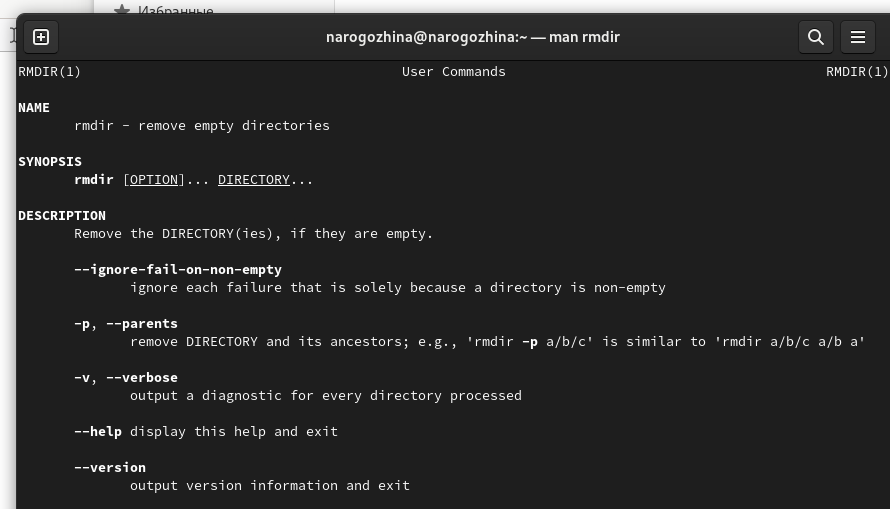 Избранные
narogozhina@narogozhina:~ — man rmdir
RMDIR(1) User Commands RMDIR(1)
NAME
rmdir - remove empty directories
SYNOPSIS
rmdir [OPTION]... DIRECTORY...
DESCRIPTION
Remove the DIRECTORY(ies), if they are empty.
--ignore-fail-on-non-empty
ignore each failure that is solely because a directory is non-empty
-p, --parents
remove DIRECTORY and its ancestors; e.g., 'rmdir -p a/b/c' is similar to 'rmdir a/b/c a/b a'
-v, --verbose
output a diagnostic for every directory processed
--help display this help and exit
--version
output version information and exit